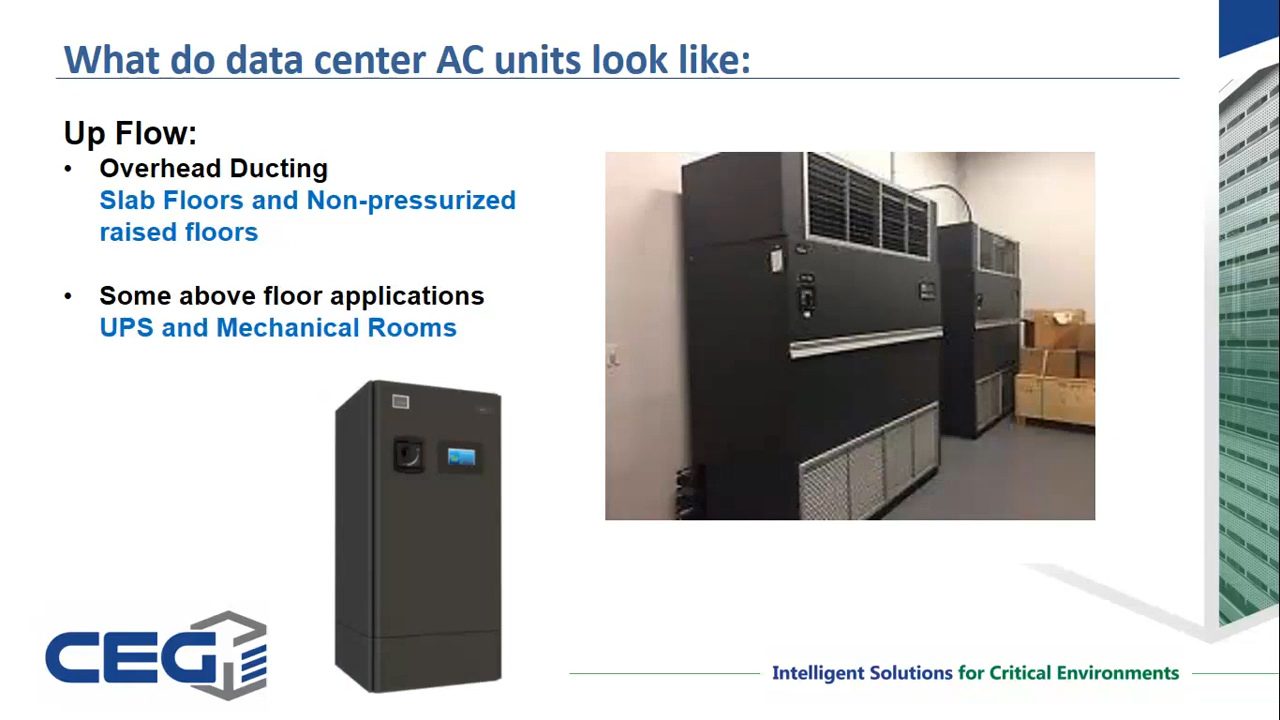 What do data center AC units look like:
Up Flow:
• Overhead Ducting
Slab Floors and Non-pressurized
raised floors
• Some above floor applications
UPS and Mechanical Rooms
CEG
Intelligent Solutions for Critical Environments